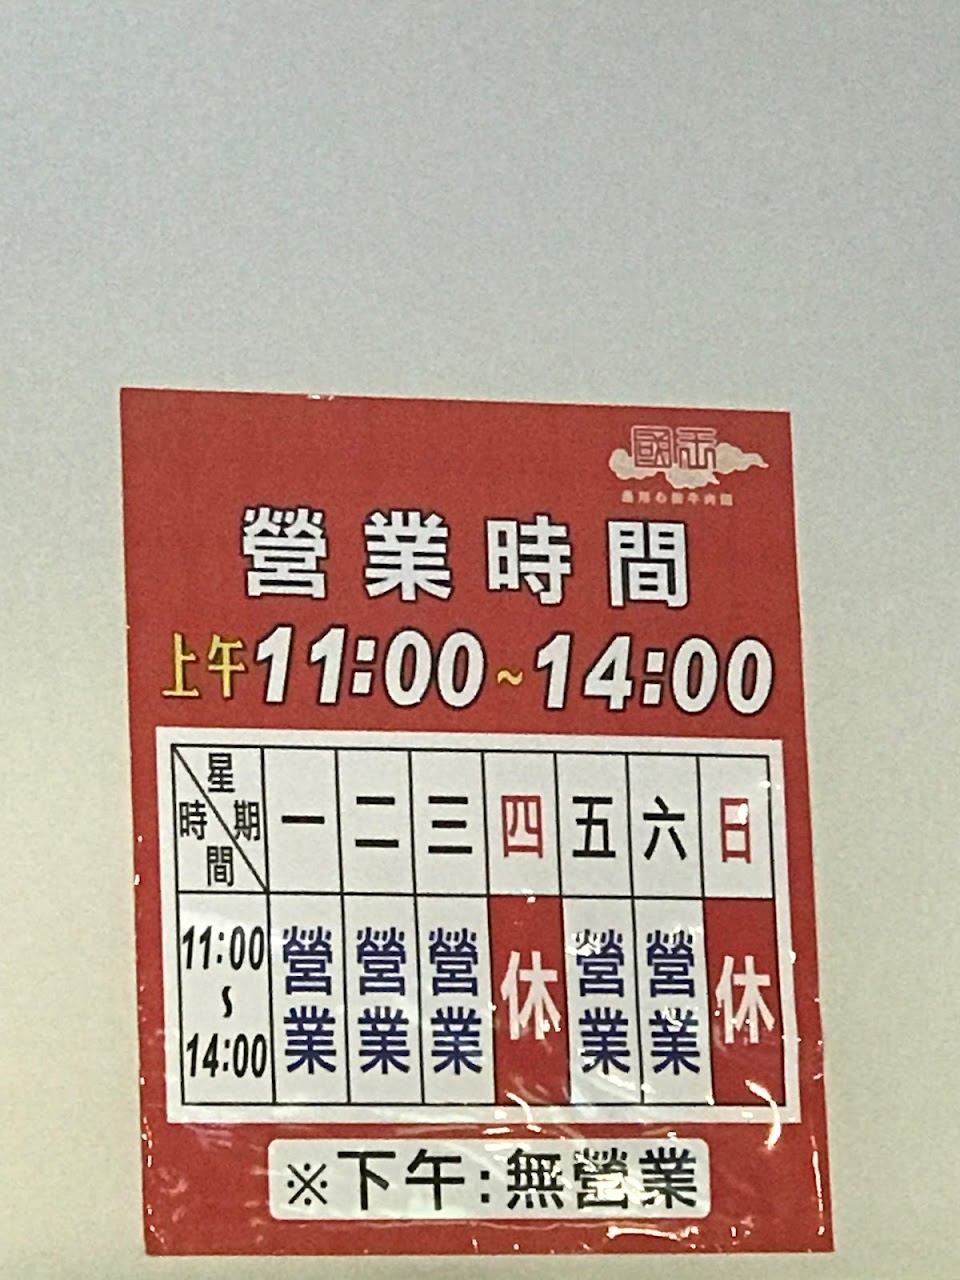 國玉
營業時間
上午11:00~14:00
星期
時間
一 二 三 四 五 六 日
11:00
~
14:00
營業 營業 營業 休 營業 營業 休
※下午:無營業